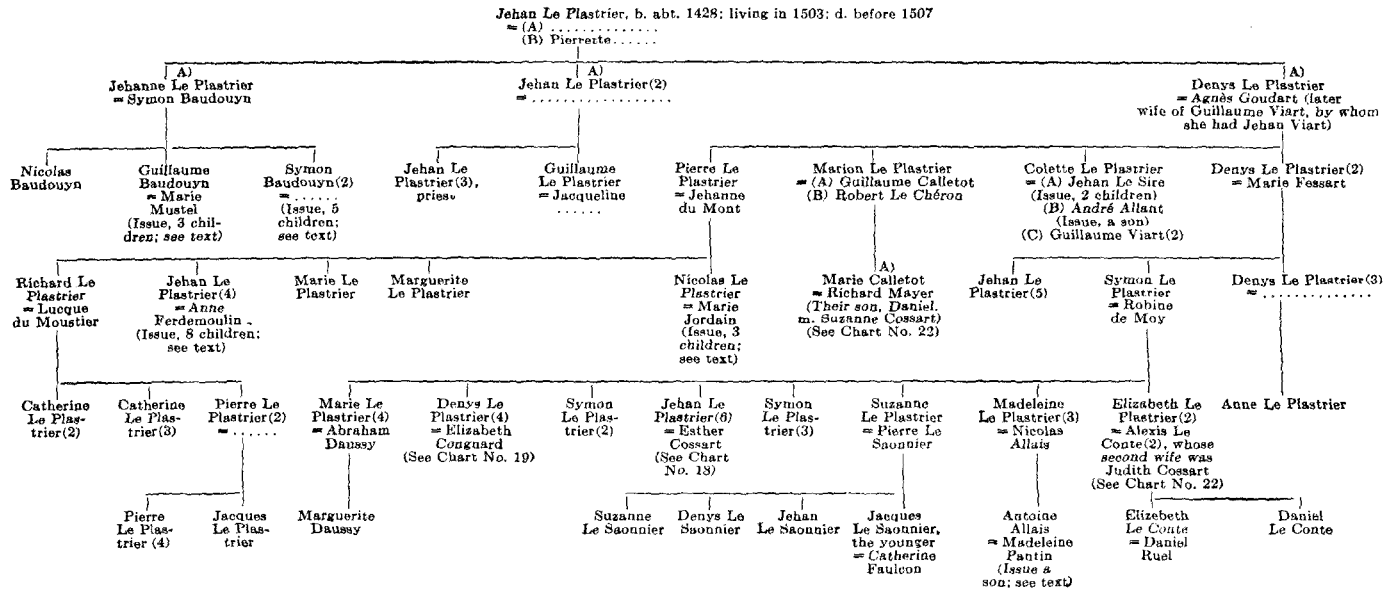 Jehan Le Plastrier, b. abt. 1428; living in 1503; d. before 1507
= (A) ..............
(B) Pierrette......
A)
Jehanne Le Plastrier
= Symon Baudouyn
A)
Jehan Le Plastrier(2)
= .................
A)
Denys Le Plastrier
= Agnès Goudart (later
wife of Guillaume Viart, by whom
she had Jehan Viart)
Nicolas
Baudouyn
Guillaume
Baudouyn
= Marie
Mustel
(Issue, 3 chil-
dren; see text)
Symon
Baudouyn(2)
= ......
(Issue, 5
children;
see text)
Jehan Le
Plastrier(3),
priest
Guillaume
Le Plastrier
= Jacqueline
......
Pierre Le
Plastrier
= Jehanne
du Mont
Marion Le Plastrier
= (A) Guillaume Calletot
(B) Robert Le Chéron
Colette Le Plastrier
= (A) Jehan Le Sire
(Issue, 2 children)
(B) André Allant
(Issue, a son)
(C) Guillaume Viart(2)
Denys Le Plastrier(2)
= Marie Fessart
Richard Le
Plastrier
= Lucque
du Moustier
Jehan Le
Plastrier(4)
= Anne
Ferdemoulin
(Issue, 8 children;
see text)
Marie Le
Plastrier
Marguerite
Le Plastrier
Nicolas Le
Plastrier
= Marie
Jordain
(Issue, 3
children;
see text)
A)
Marie Calletot
= Richard Mayer
(Their son, Daniel.
m. Suzanne Cossart)
(See Chart No. 22)
Jehan Le
Plastrier(5)
Symon Le
Plastrier
= Robine
de Moy
Denys Le Plastrier(3)
= ..............
Catherine
Le Plas-
trier(2)
Catherine
Le Plas-
trier(3)
Pierre Le
Plastrier(2)
= ......
Marie Le
Plastrier(4)
= Abraham
Daussy
Denys Le
Plastrier(4)
= Elizabeth
Conguard
(See Chart No. 19)
Symon
Le Plas-
trier(2)
Jehan Le
Plastrier(6)
= Esther
Cossart
(See Chart
No. 18)
Symon
Le Plas-
trier(3)
Suzanne
Le Plastrier
= Pierre Le
Saonnier
Madeleine
Le Plastrier(3)
= Nicolas
Allais
Elizabeth Le
Plastrier(2)
= Alexis Le
Conte(2), whose
second wife was
Judith Cossart
(See Chart No. 22)
Anne Le Plastrier
Pierre
Le Plas-
trier (4)
Jacques
Le Plas-
trier
Marguerite
Daussy
Suzanne
Le Saonnier
Denys Le
Saonnier
Jehan
Le Saonnier
Jacques
Le Saonnier,
the younger
= Catherine
Faulcon
Antoine
Allais
= Madeleine
Pantin
(Issue a
son; see text)
Elizebeth
Le Conte
= Daniel
Ruel
Daniel
Le Conte